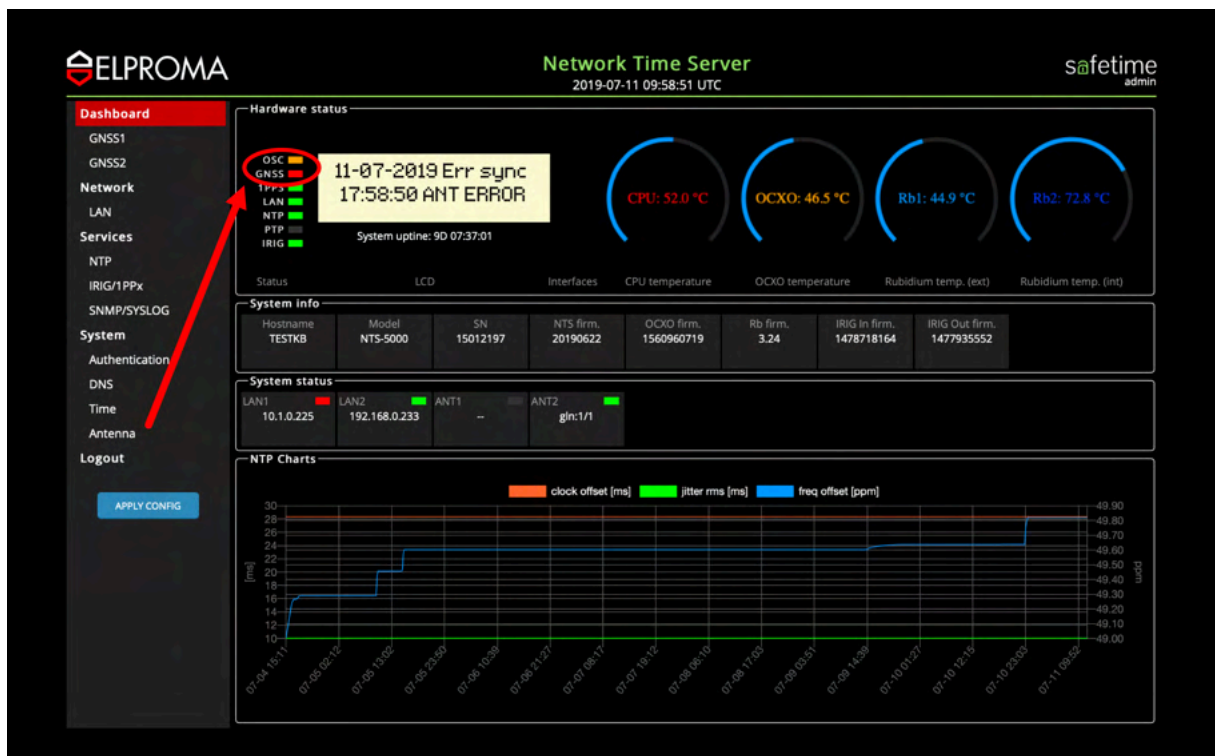 ELPROMA
Network Time Server
2019-07-11 09:58:51 UTC
safetime
admin
Dashboard
GNSS1
GNSS2
Network
LAN
Services
NTP
IRIG/1PPx
SNMP/SYSLOG
System
Authentication
DNS
Time
Antenna
Logout
APPLY CONFIG
Hardware status
OSC
GNSS
1PPS
LAN
NTP
PTP
IRIG
11-07-2019 Err sync
17:58:50 ANT ERROR
System uptine: 9D 07:37:01
CPU: 52.0 °C
OCXO: 46.5 °C
Rb1: 44.9 °C
Rb2: 72.8 °C
Status
LCD
Interfaces
CPU temperature
OCXO temperature
Rubidium temp. (ext)
Rubidium temp. (int)
System info
Hostname
TESTKB
Model
NTS-5000
SN
15012197
NTS firm.
20190622
OCXO firm.
1560960719
Rb firm.
3.24
IRIG In firm.
1478718164
IRIG Out firm.
1477935552
System status
LAN1
10.1.0.225
LAN2
192.168.0.233
ANT1
--
ANT2
gln:1/1
NTP Charts
clock offset [ms]
jitter rms [ms]
freq offset [ppm]
30
28
26
24
22
20
18
16
14
12
10
[ms]
49.90
49.80
49.70
49.60
49.50
49.40
49.30
49.20
49.10
49.00
ppm
07-04 15:11
07-05 02:12
07-05 13:02
07-05 23:50
07-06 10:39
07-06 21:27
07-07 08:17
07-07 19:12
07-08 06:10
07-08 17:03
07-09 03:51
07-09 14:39
07-10 01:27
07-10 12:15
07-10 23:03
07-11 09:52